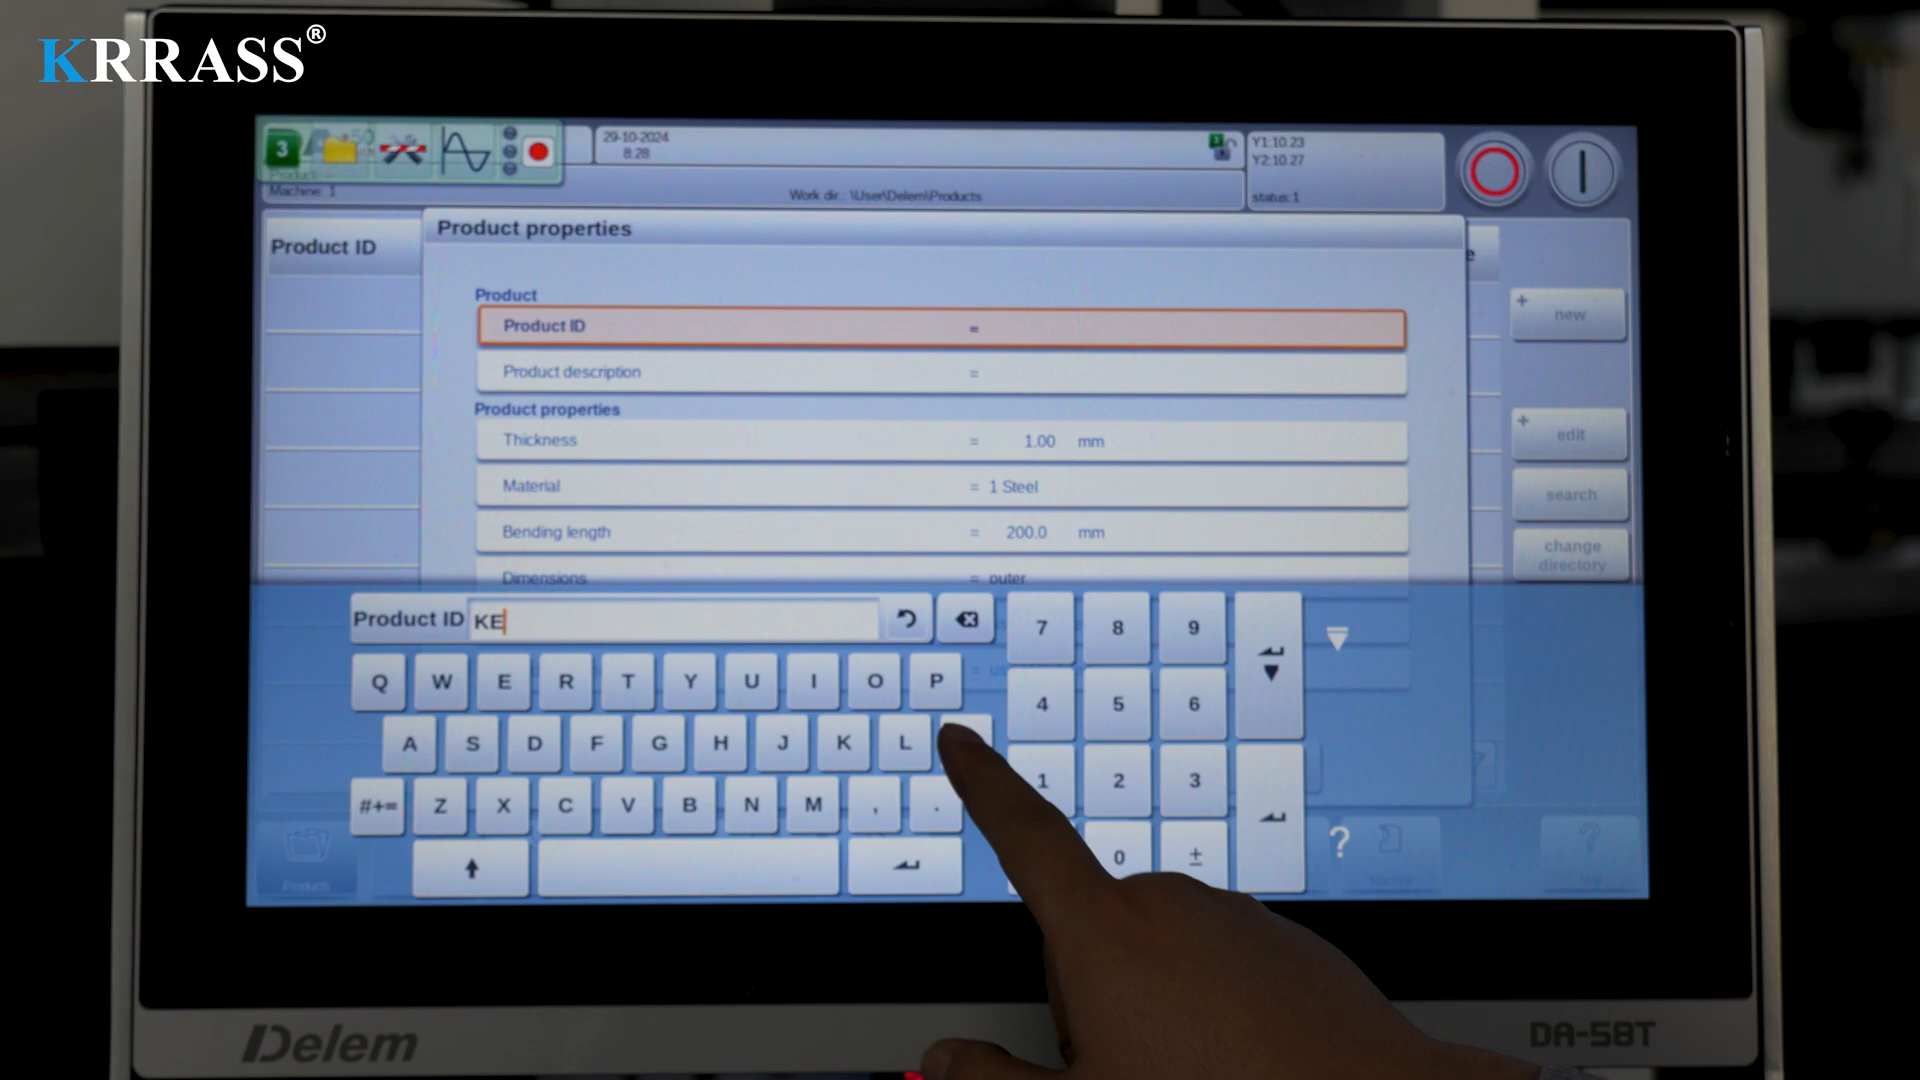 KRRASS®
3
29-10-2024
8:28
Y1:10.23
Y2:10.27
Product:
Machine: 1
Work dir.: \User\Delem\Products
status:1
Product ID
Product properties
Product
Product ID =
Product description =
Product properties
Thickness = 1.00 mm
Material = 1 Steel
Bending length = 200.0 mm
Dimensions = outer
+ new
+ edit
search
change
directory
Product ID KE
7 8 9
Q W E R T Y U I O P
4 5 6
A S D F G H J K L
1 2 3
#+= Z X C V B N M , .
0 ±
?
Products
Delem
DA-58T